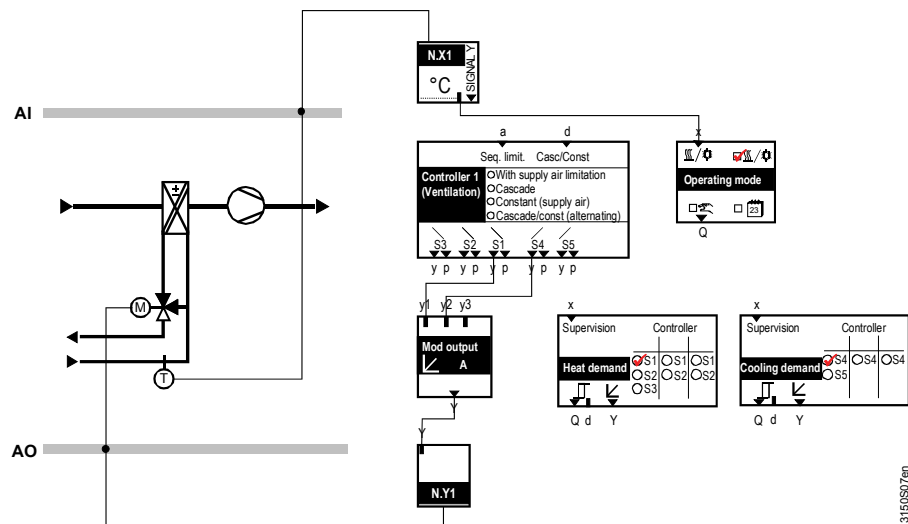 N.X1
°C
SIGNAL Y
AI
a d
Seq. limit. Casc/Const
Controller 1
(Ventilation)
With supply air limitation
Cascade
Constant (supply air)
Cascade/const (alternating)
S3 S2 S1 S4 S5
y p y p y p y p y p
x
Operating mode
23
Q
M
T
y1 y2 y3
Mod output
A
Y
x
Supervision Controller
Heat demand
S1 S1 S1
S2 S2 S2
S3
Q d Y
x
Supervision Controller
Cooling demand
S4 S4 S4
S5
Q d Y
AO
Y
N.Y1
3150S07en